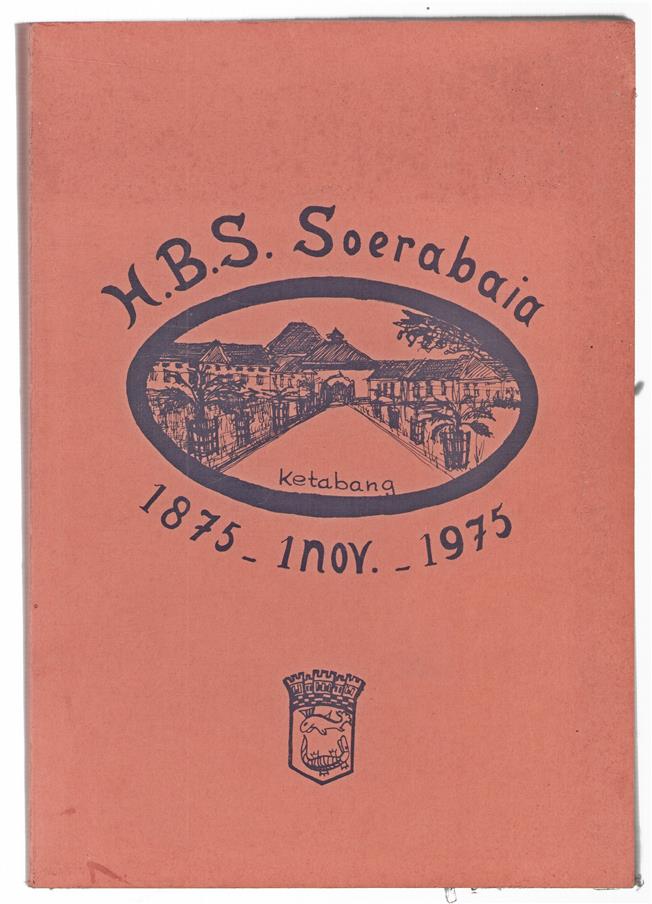 H.B.S. Soerabaia
Ketabang
1875 - 1 nov. - 1975